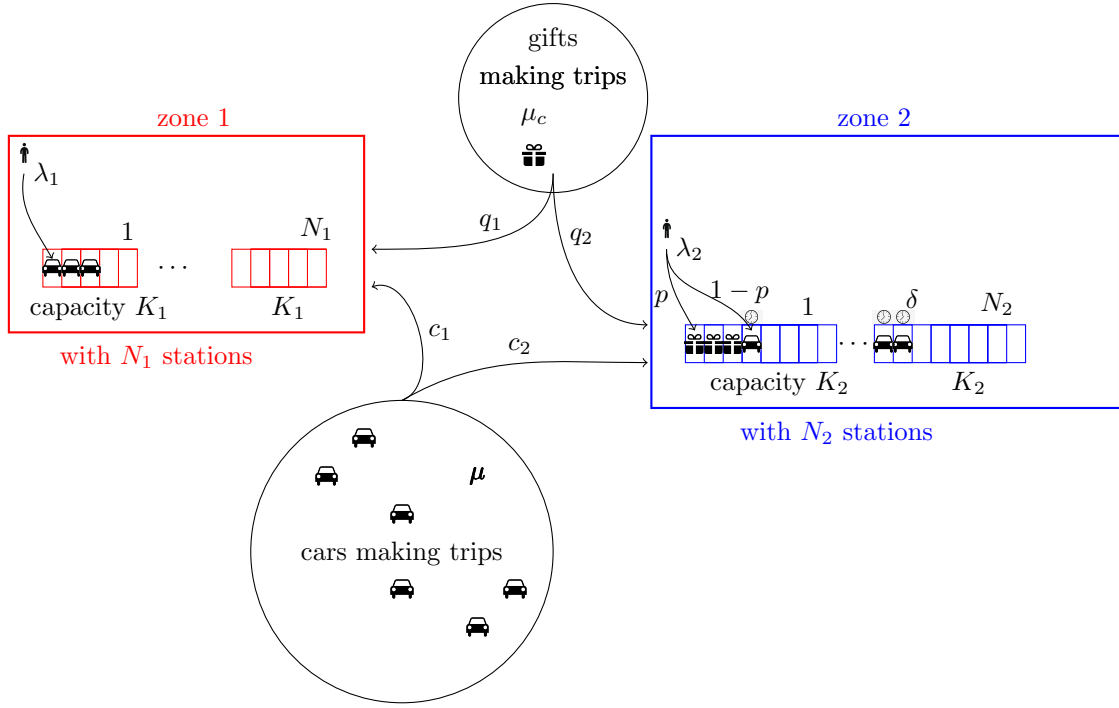 gifts
making trips
μ_c
zone 1
zone 2
λ_1
q_1
q_2
λ_2
1
N_1
...
p
1 − p
1
δ
N_2
capacity K_1
K_1
...
c_1
c_2
with N_1 stations
capacity K_2
K_2
with N_2 stations
μ
cars making trips